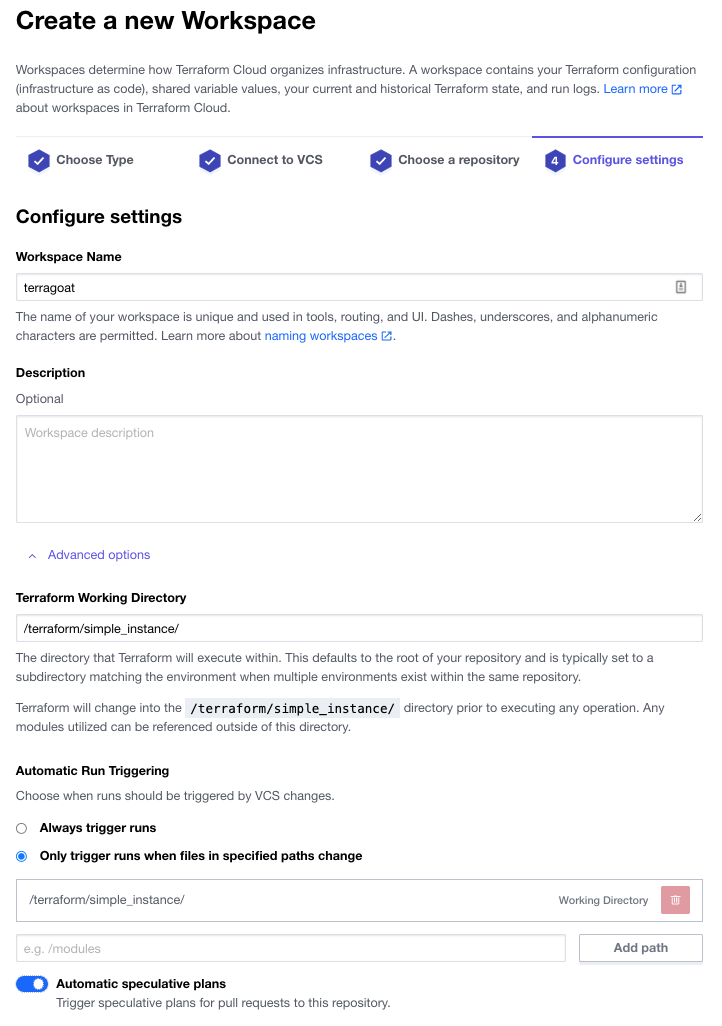 Create a new Workspace
Workspaces determine how Terraform Cloud organizes infrastructure. A workspace contains your Terraform configuration
(infrastructure as code), shared variable values, your current and historical Terraform state, and run logs. Learn more
about workspaces in Terraform Cloud.
Choose Type
Connect to VCS
Choose a repository
4 Configure settings
Configure settings
Workspace Name
terragoat
The name of your workspace is unique and used in tools, routing, and UI. Dashes, underscores, and alphanumeric
characters are permitted. Learn more about naming workspaces.
Description
Optional
Workspace description
Advanced options
Terraform Working Directory
/terraform/simple_instance/
The directory that Terraform will execute within. This defaults to the root of your repository and is typically set to a
subdirectory matching the environment when multiple environments exist within the same repository.
Terraform will change into the /terraform/simple_instance/ directory prior to executing any operation. Any
modules utilized can be referenced outside of this directory.
Automatic Run Triggering
Choose when runs should be triggered by VCS changes.
Always trigger runs
Only trigger runs when files in specified paths change
/terraform/simple_instance/ Working Directory
e.g. /modules Add path
Automatic speculative plans
Trigger speculative plans for pull requests to this repository.